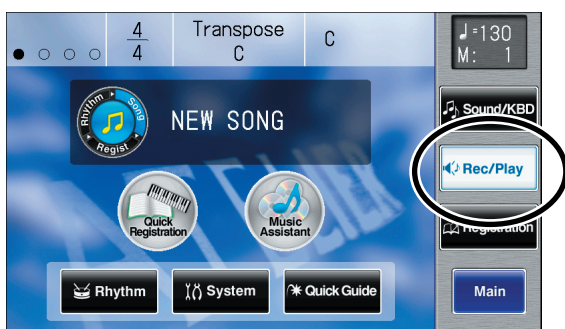 4
4
Transpose
C
C
♩=130
M: 1
Rhythm
Song
Regist
NEW SONG
Sound/KBD
Rec/Play
Quick
Registration
Music
Assistant
Registration
Rhythm
System
Quick Guide
Main
ATELIER